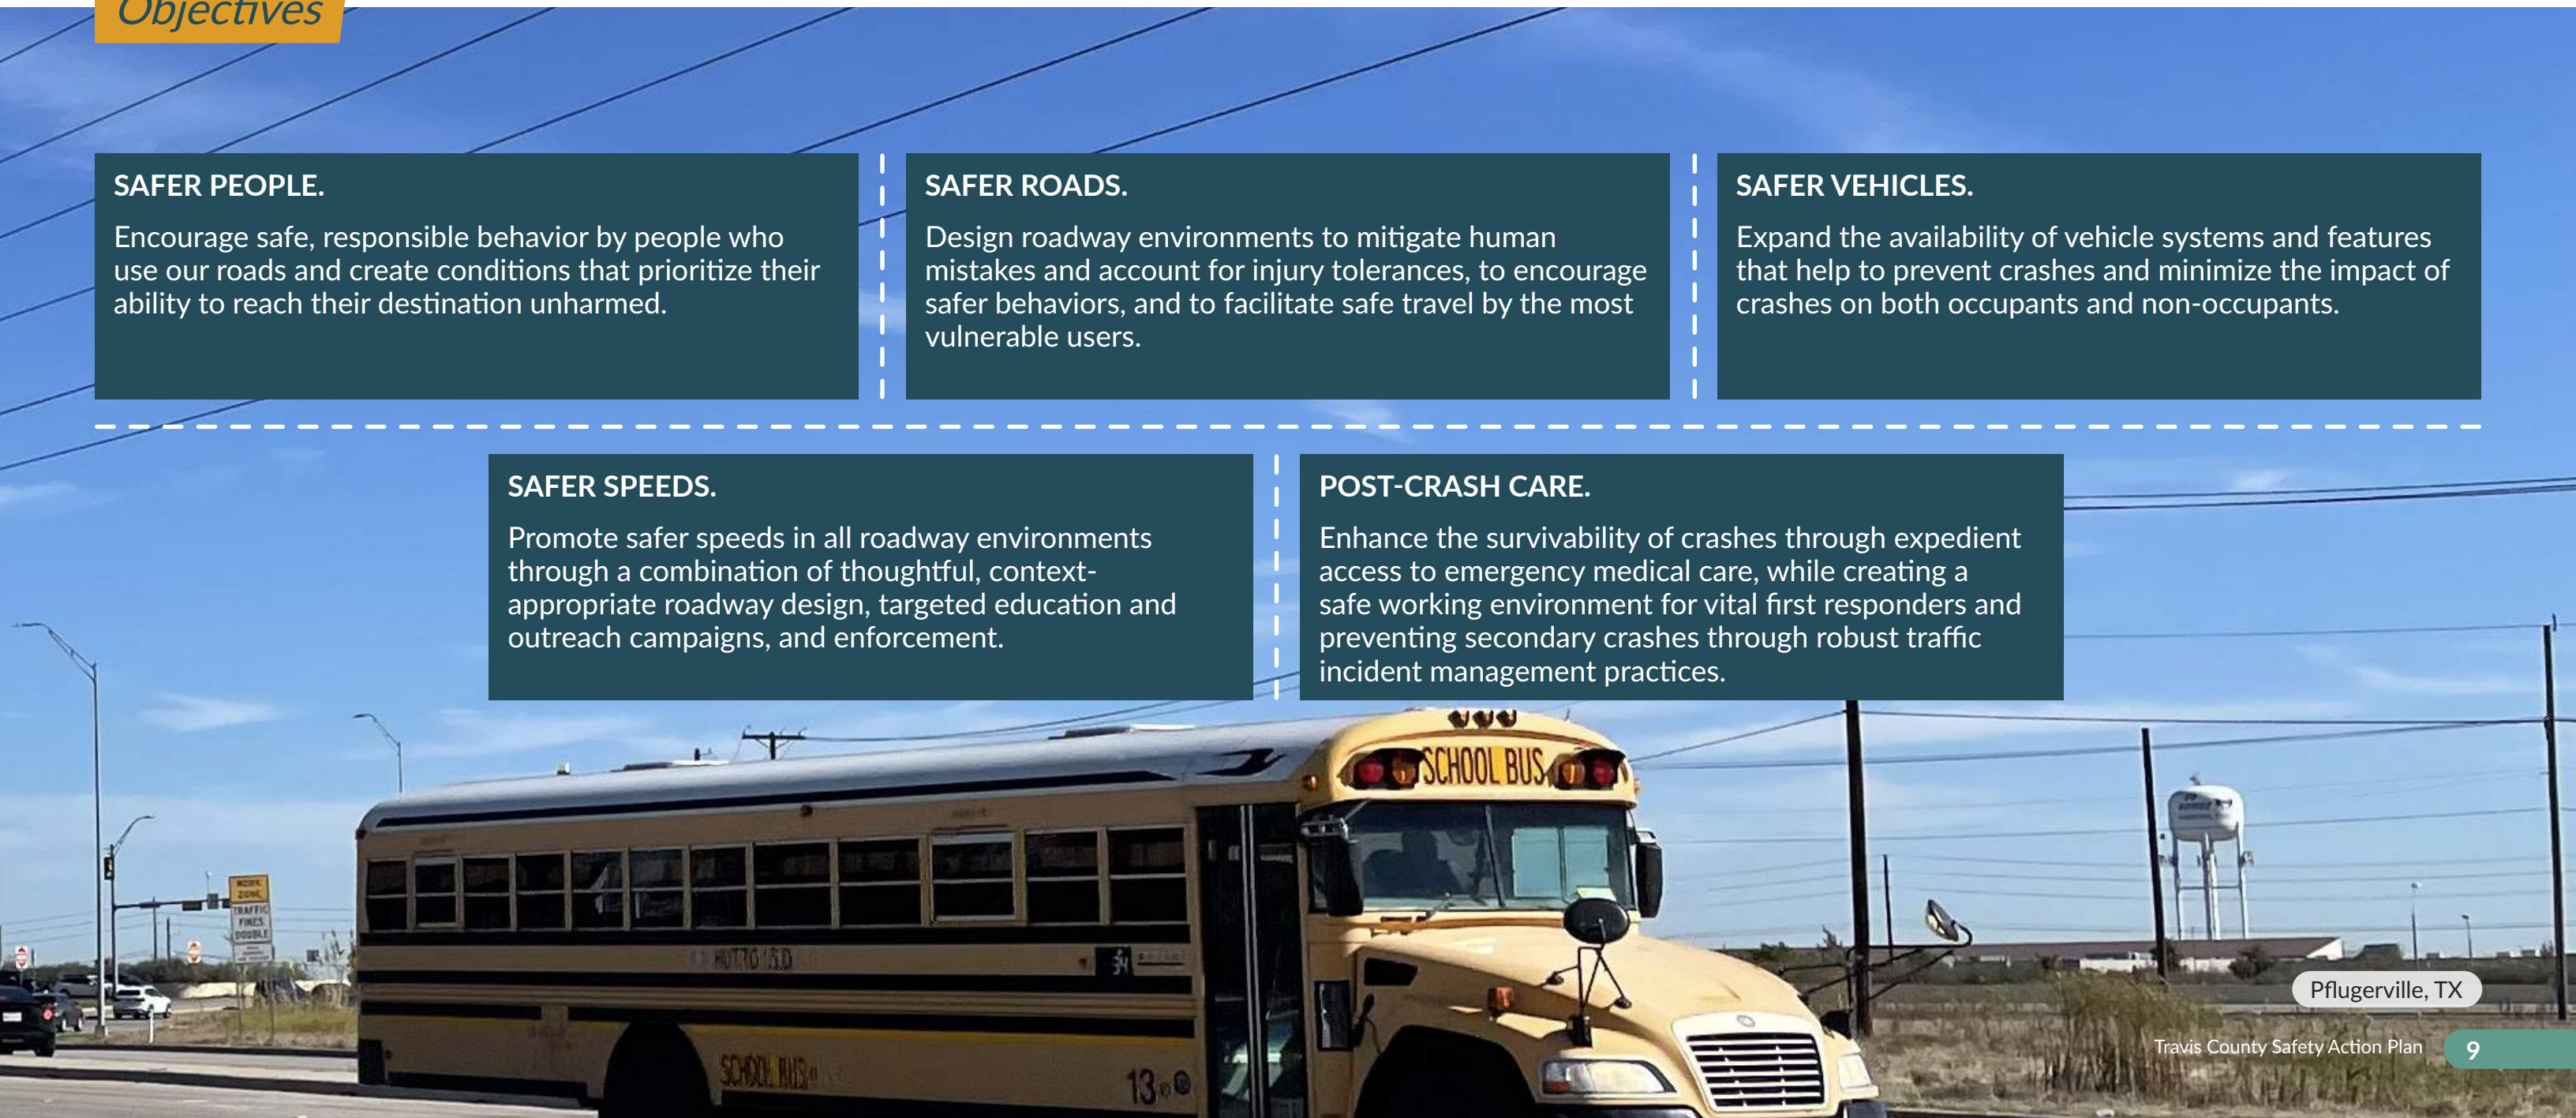 Objectives
SAFER PEOPLE.
Encourage safe, responsible behavior by people who
use our roads and create conditions that prioritize their
ability to reach their destination unharmed.
SAFER ROADS.
Design roadway environments to mitigate human
mistakes and account for injury tolerances, to encourage
safer behaviors, and to facilitate safe travel by the most
vulnerable users.
SAFER VEHICLES.
Expand the availability of vehicle systems and features
that help to prevent crashes and minimize the impact of
crashes on both occupants and non-occupants.
SAFER SPEEDS.
Promote safer speeds in all roadway environments
through a combination of thoughtful, context-
appropriate roadway design, targeted education and
outreach campaigns, and enforcement.
POST-CRASH CARE.
Enhance the survivability of crashes through expedient
access to emergency medical care, while creating a
safe working environment for vital first responders and
preventing secondary crashes through robust traffic
incident management practices.
SCHOOL BUS
WORK
ZONE
TRAFFIC
FINES
DOUBLE
HUTTO I.S.D.
SCHOOL BUS
13
Pflugerville, TX
Travis County Safety Action Plan
9